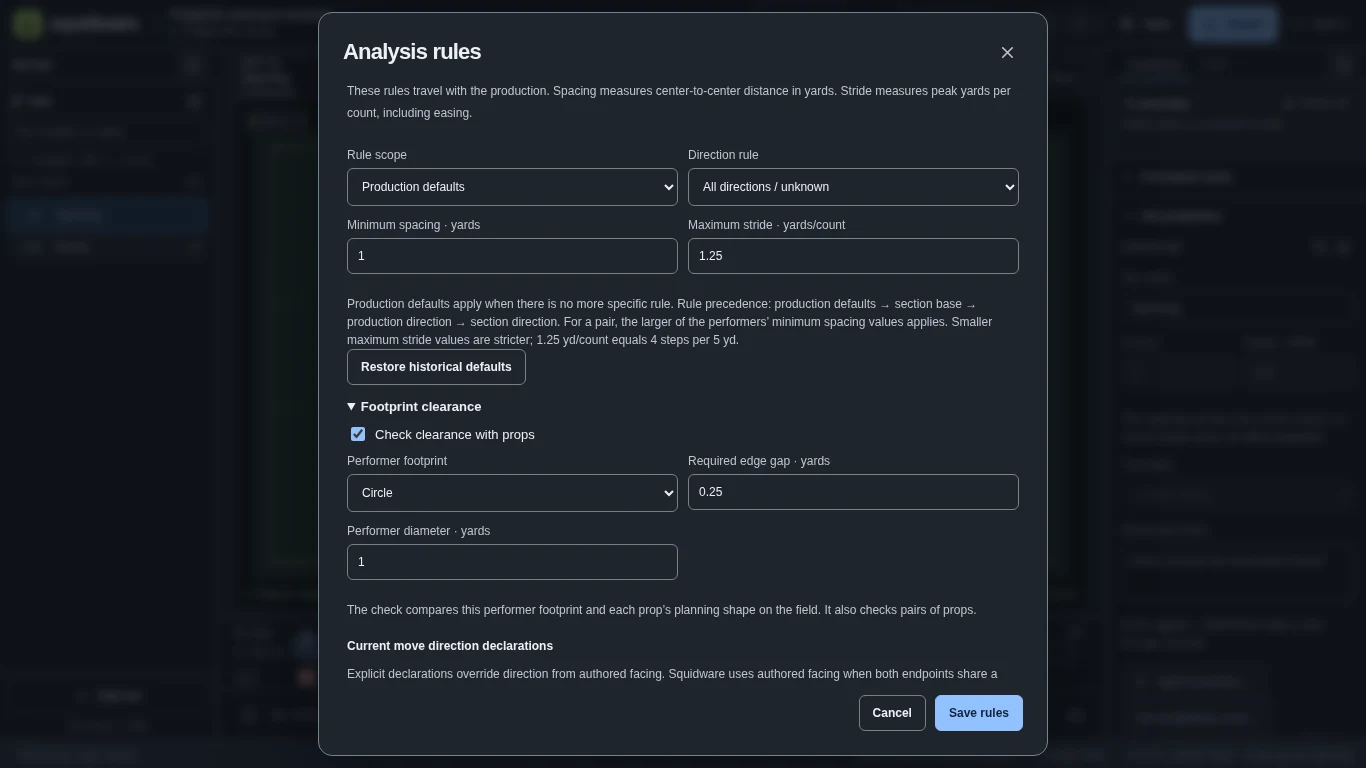 Analysis rules
These rules travel with the production. Spacing measures center-to-center distance in yards. Stride measures peak yards per
count, including easing.
Rule scope
Direction rule
Production defaults
All directions / unknown
Minimum spacing · yards
Maximum stride · yards/count
1
1.25
Production defaults apply when there is no more specific rule. Rule precedence: production defaults → section base →
production direction → section direction. For a pair, the larger of the performers' minimum spacing values applies. Smaller
maximum stride values are stricter; 1.25 yd/count equals 4 steps per 5 yd.
Restore historical defaults
Footprint clearance
Check clearance with props
Performer footprint
Required edge gap · yards
Circle
0.25
Performer diameter · yards
1
The check compares this performer footprint and each prop's planning shape on the field. It also checks pairs of props.
Current move direction declarations
Explicit declarations override direction from authored facing. Squidware uses authored facing when both endpoints share a
Cancel
Save rules